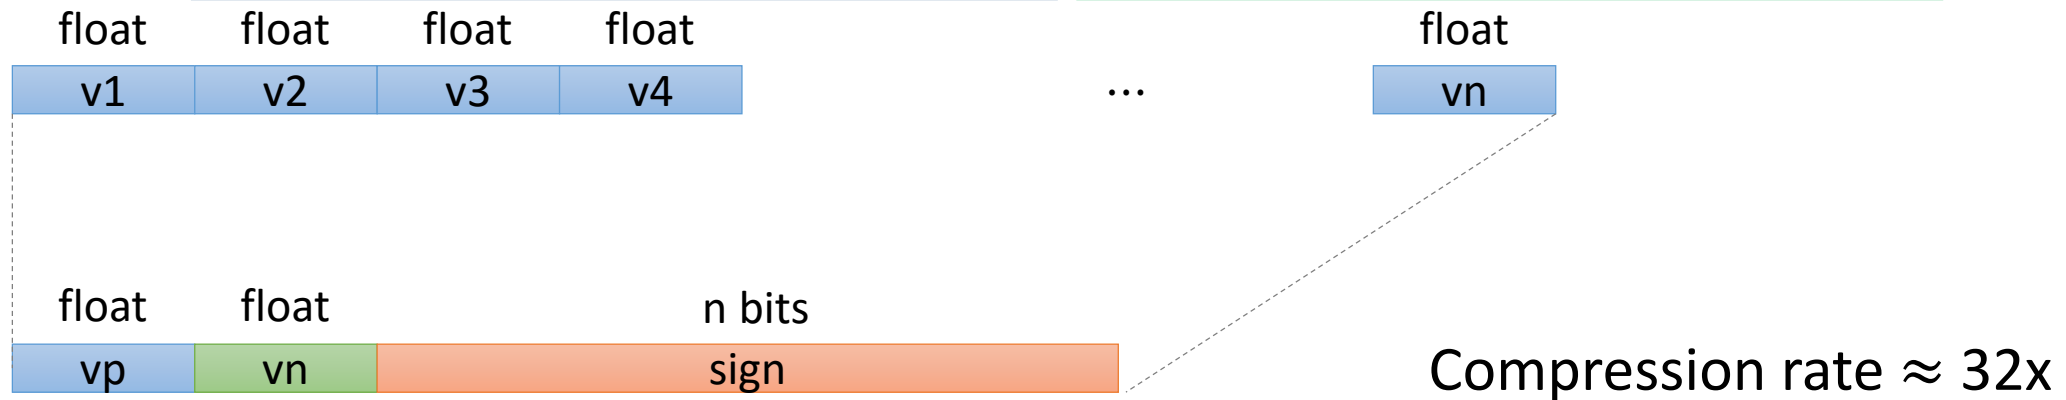 float float float float float
v1 v2 v3 v4 ... vn
float float n bits
vp vn sign Compression rate ≈ 32x